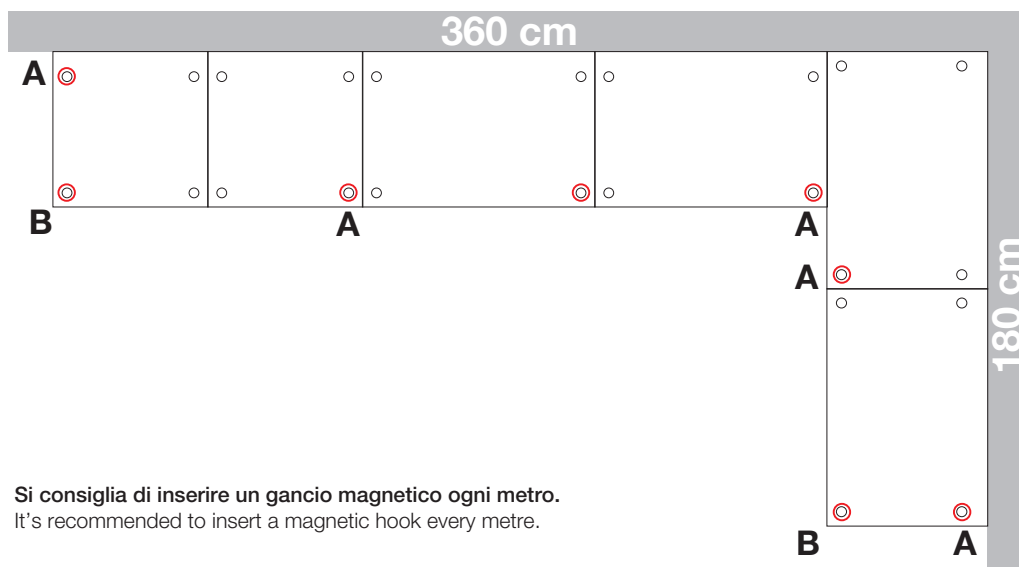 360 cm
A
B
A
A
A
180 cm
Si consiglia di inserire un gancio magnetico ogni metro.
It's recommended to insert a magnetic hook every metre.
B
A